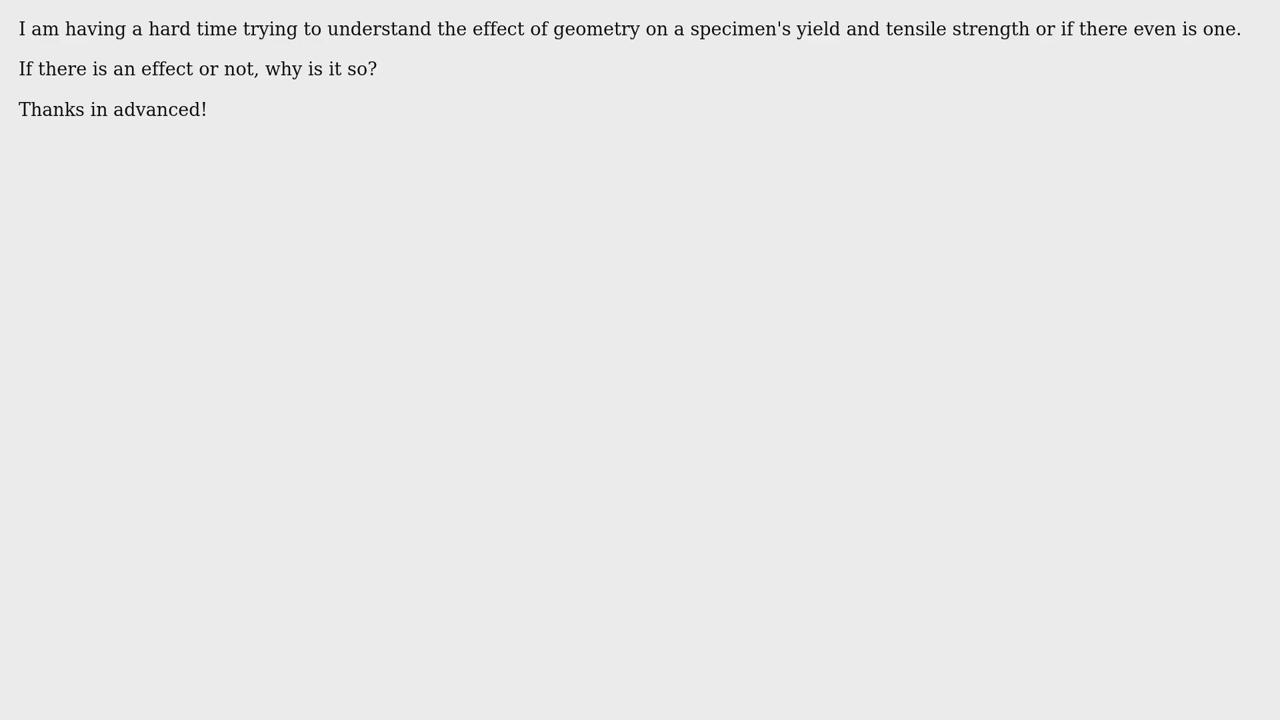 I am having a hard time trying to understand the effect of geometry on a specimen's yield and tensile strength or if there even is one.
If there is an effect or not, why is it so?
Thanks in advanced!